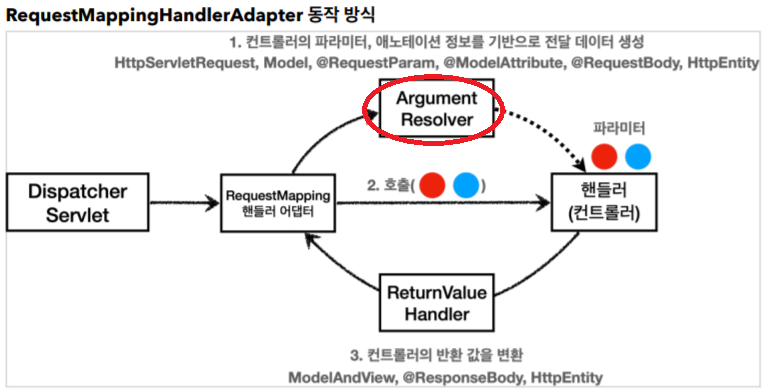 RequestMappingHandlerAdapter 동작 방식
1. 컨트롤러의 파라미터, 애노테이션 정보를 기반으로 전달 데이터 생성
HttpServletRequest, Model, @RequestParam, @ModelAttribute, @RequestBody, HttpEntity
Argument
Resolver
파라미터
Dispatcher
Servlet
RequestMapping
핸들러 어댑터
2. 호출( )
핸들러
(컨트롤러)
ReturnValue
Handler
3. 컨트롤러의 반환 값을 변환
ModelAndView, @ResponseBody, HttpEntity